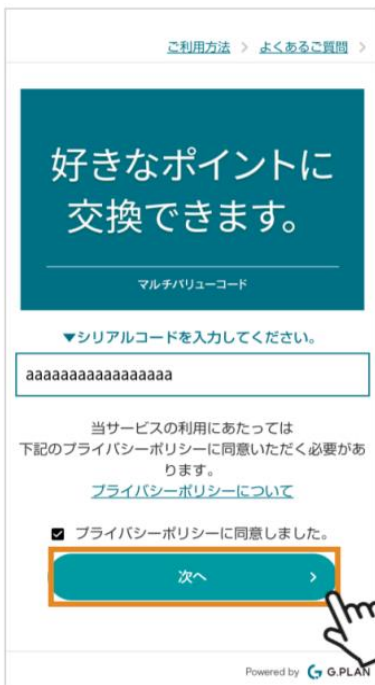 ご利用方法 > よくあるご質問 >
好きなポイントに
交換できます。
マルチバリューコード
▼シリアルコードを入力してください。
aaaaaaaaaaaaaaaaa
当サービスの利用にあたっては
下記のプライバシーポリシーに同意いただく必要があ
ります。
プライバシーポリシーについて
プライバシーポリシーに同意しました。
次へ >
Powered by G G.PLAN